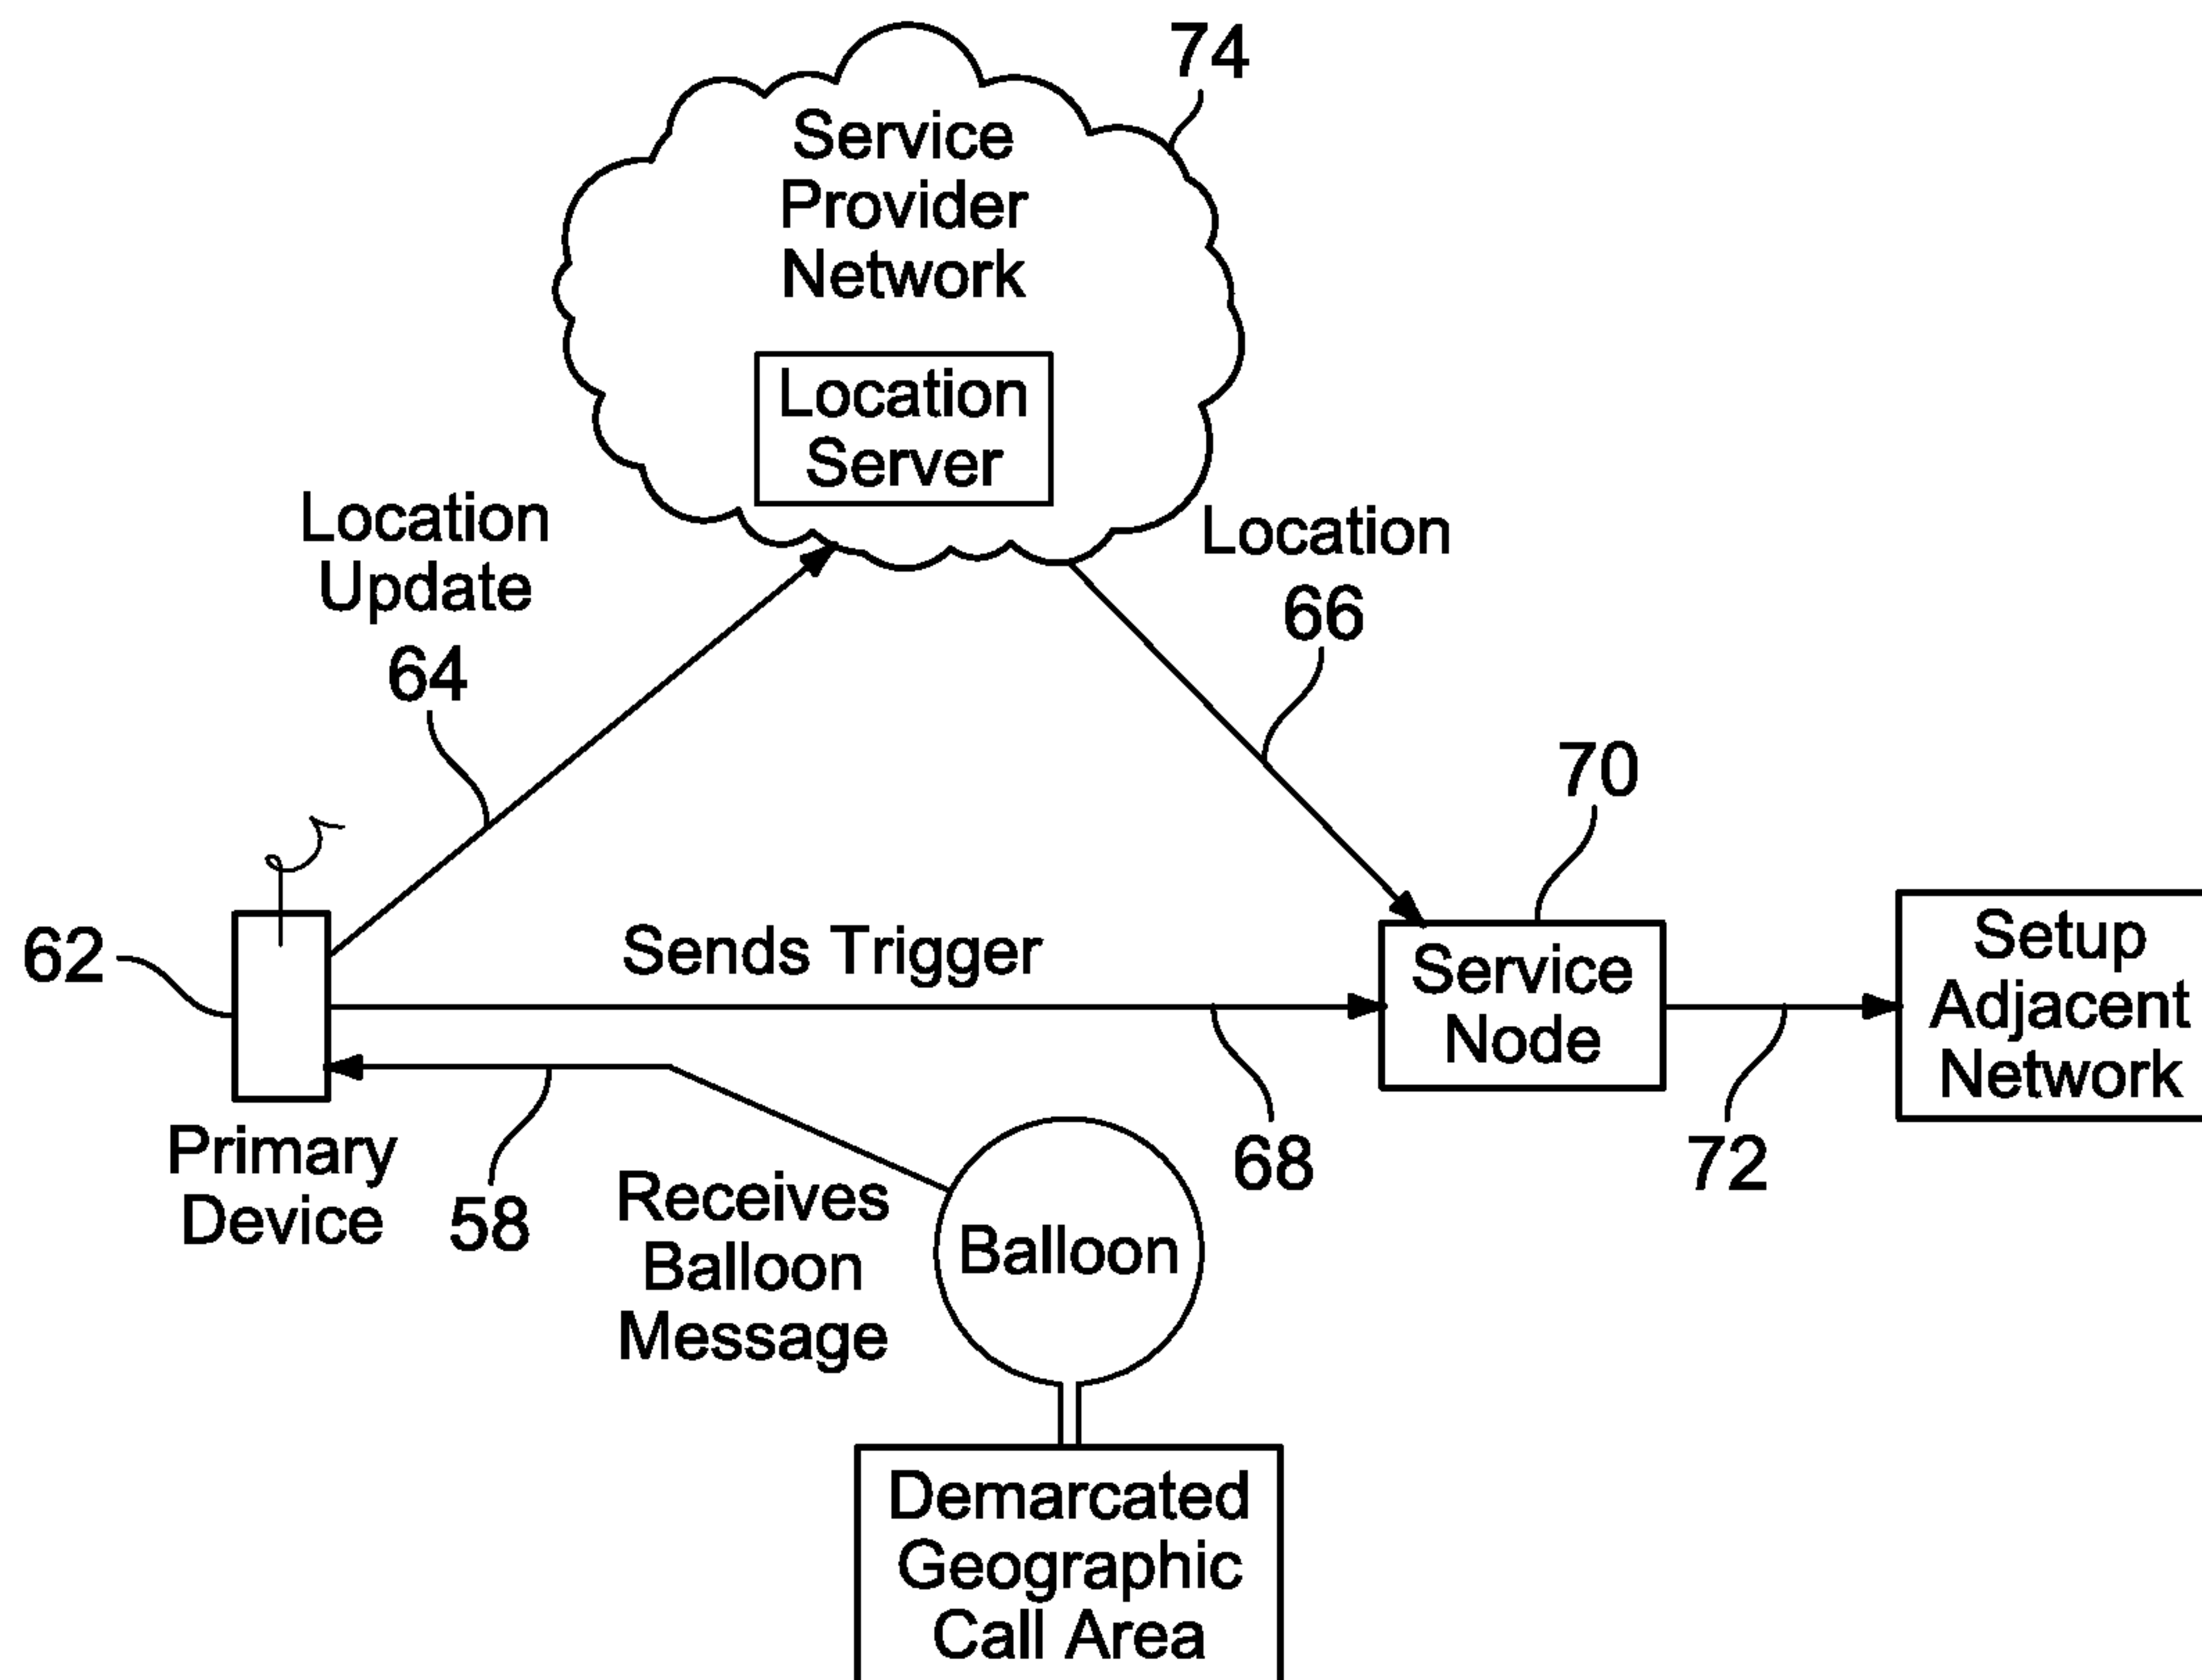 74
Service
Provider
Network
Location
Server
Location
Update
64
Location
66
70
62
Sends Trigger
Service
Node
Setup
Adjacent
Network
Primary
Device
58
Receives
Balloon
Message
Balloon
68
72
Demarcated
Geographic
Call Area